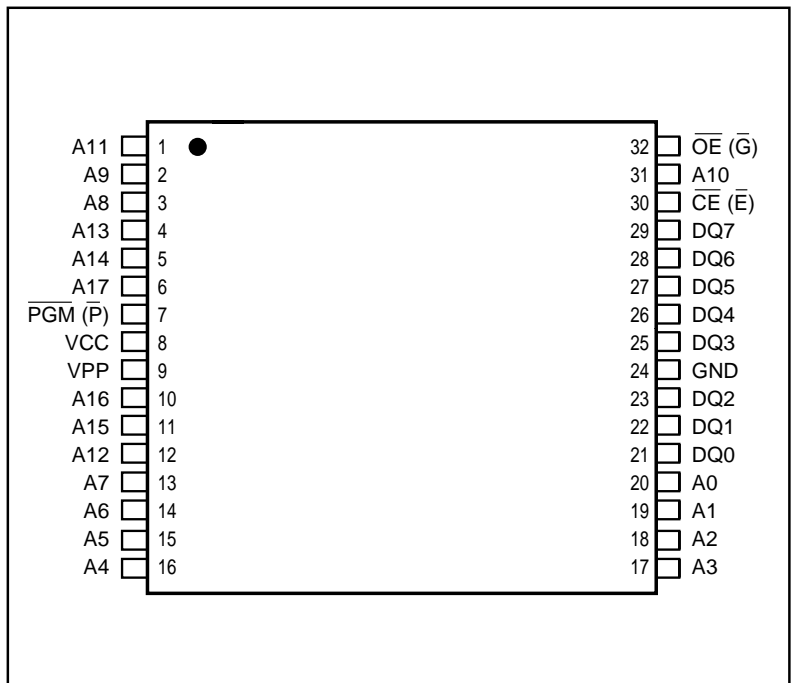 A11 1 32 O̅E̅ (G̅)
A9 2 31 A10
A8 3 30 C̅E̅ (E̅)
A13 4 29 DQ7
A14 5 28 DQ6
A17 6 27 DQ5
P̅G̅M̅ (P̅) 7 26 DQ4
VCC 8 25 DQ3
VPP 9 24 GND
A16 10 23 DQ2
A15 11 22 DQ1
A12 12 21 DQ0
A7 13 20 A0
A6 14 19 A1
A5 15 18 A2
A4 16 17 A3